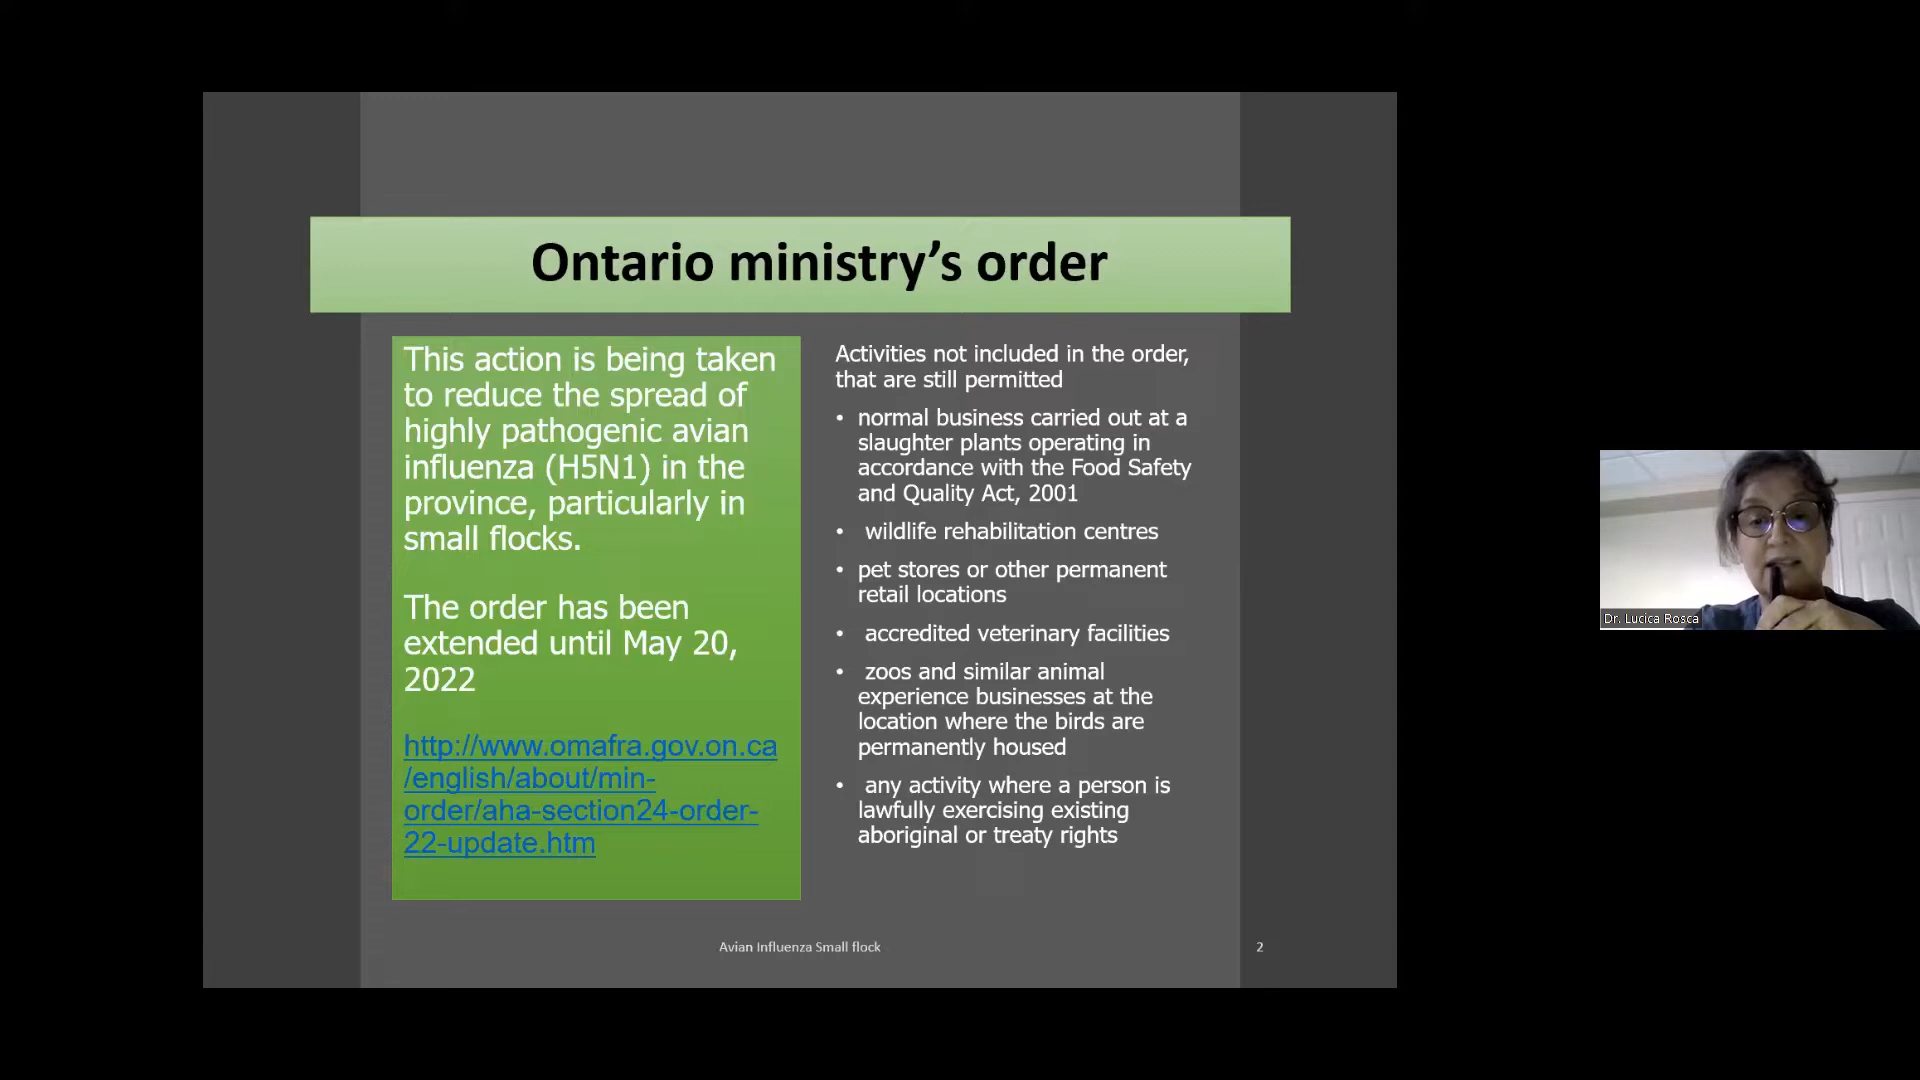 Ontario ministry’s order
This action is being taken
to reduce the spread of
highly pathogenic avian
influenza (H5N1) in the
province, particularly in
small flocks.
The order has been
extended until May 20,
2022
http://www.omafra.gov.on.ca
/english/about/min-
order/aha-section24-order-
22-update.htm
Activities not included in the order,
that are still permitted
• normal business carried out at a
slaughter plants operating in
accordance with the Food Safety
and Quality Act, 2001
• wildlife rehabilitation centres
• pet stores or other permanent
retail locations
• accredited veterinary facilities
• zoos and similar animal
experience businesses at the
location where the birds are
permanently housed
• any activity where a person is
lawfully exercising existing
aboriginal or treaty rights
Avian Influenza Small flock
2
Dr. Lucica Rosca